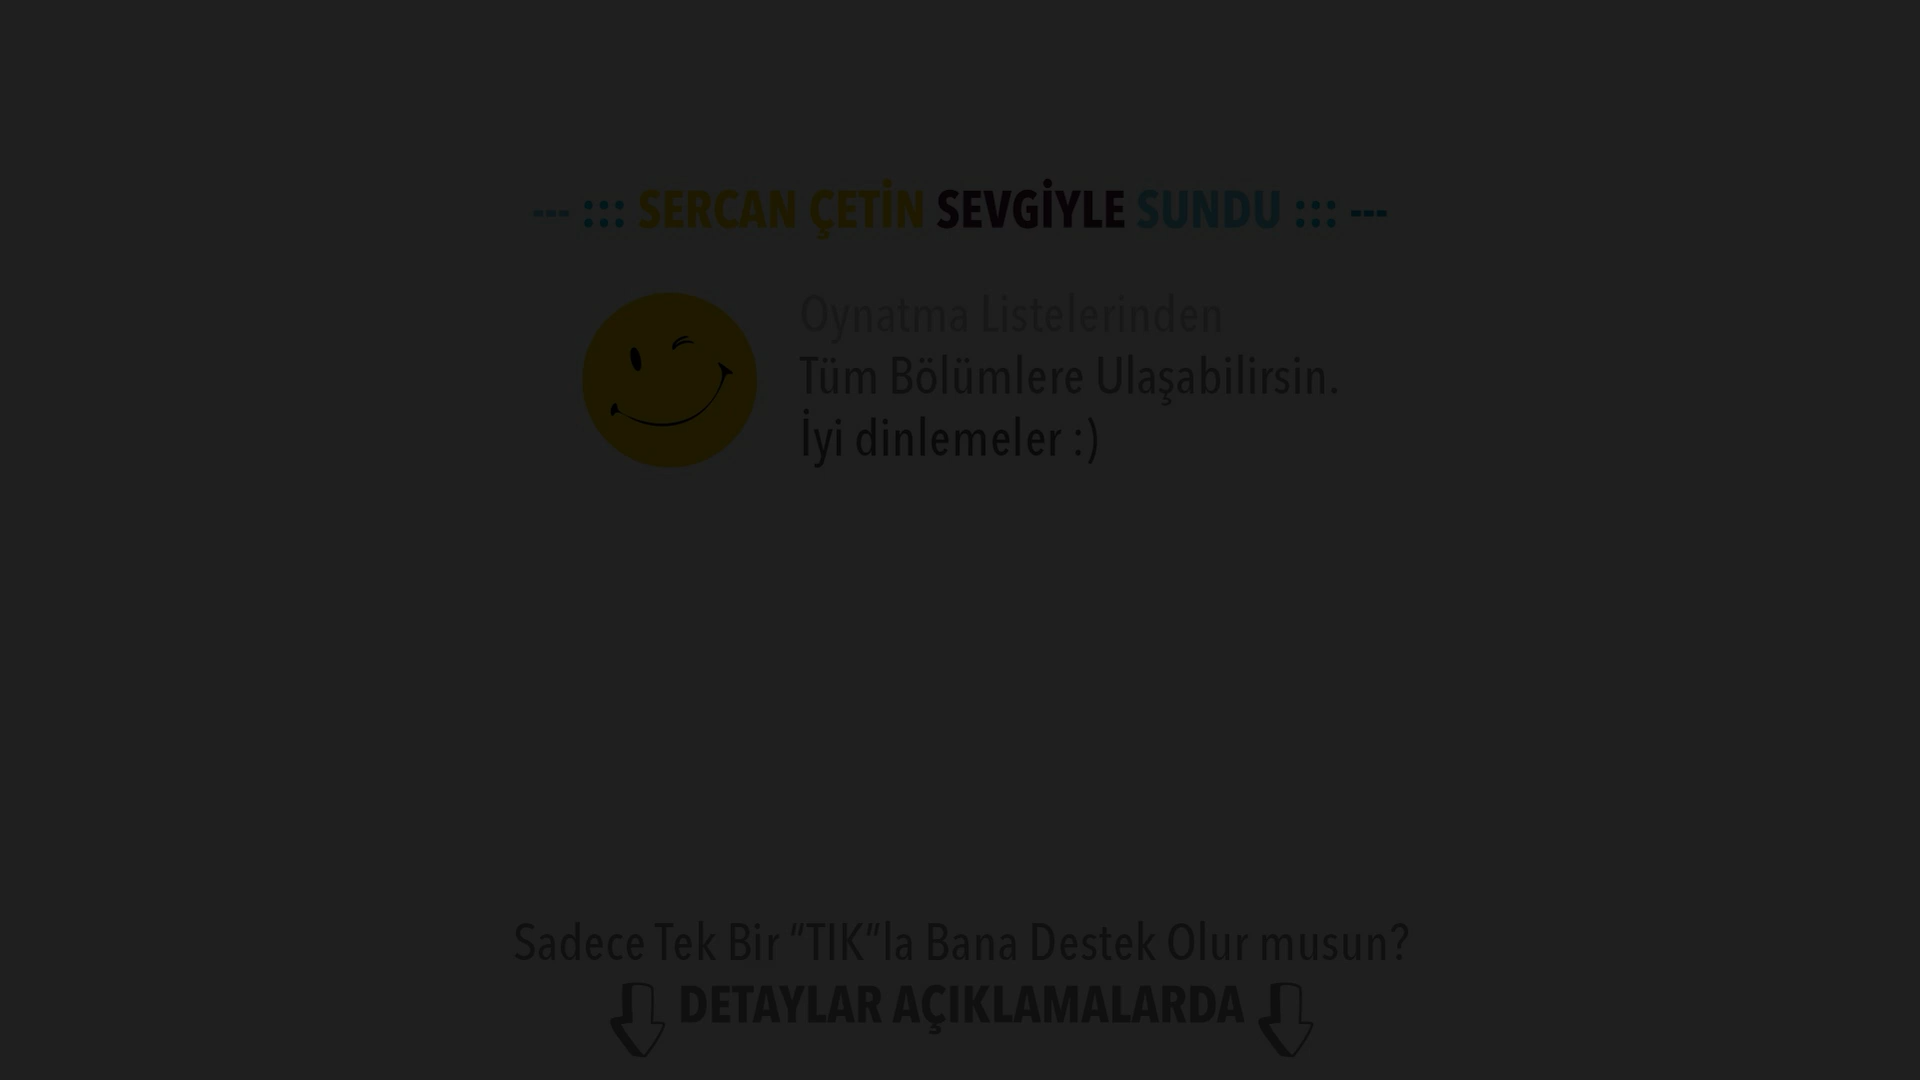 --- ::: SERCAN ÇETİN SEVGİYLE SUNDU ::: ---
Oynatma Listelerinden
Tüm Bölümlere Ulaşabilirsin.
İyi dinlemeler :)
Sadece Tek Bir "TIK"la Bana Destek Olur musun?
DETAYLAR AÇIKLAMALARDA